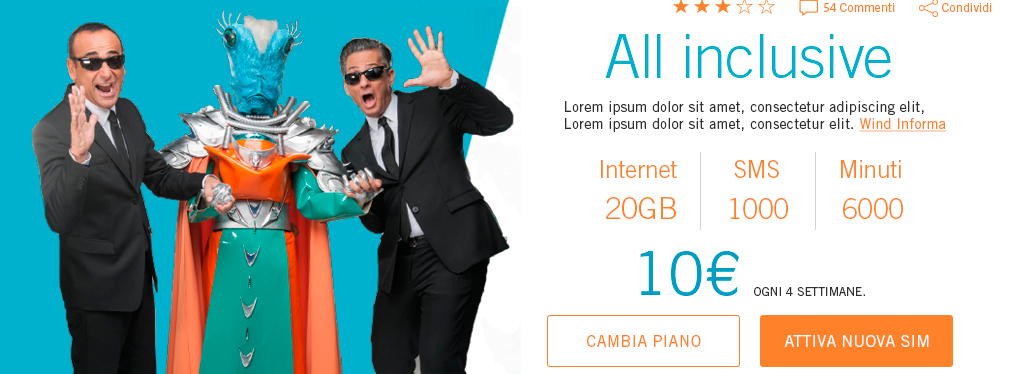 54 Commenti Condividi
All inclusive
Lorem ipsum dolor sit amet, consectetur adipiscing elit,
Lorem ipsum dolor sit amet, consectetur elit. Wind Informa
Internet SMS Minuti
20GB 1000 6000
10€ OGNI 4 SETTIMANE.
CAMBIA PIANO ATTIVA NUOVA SIM